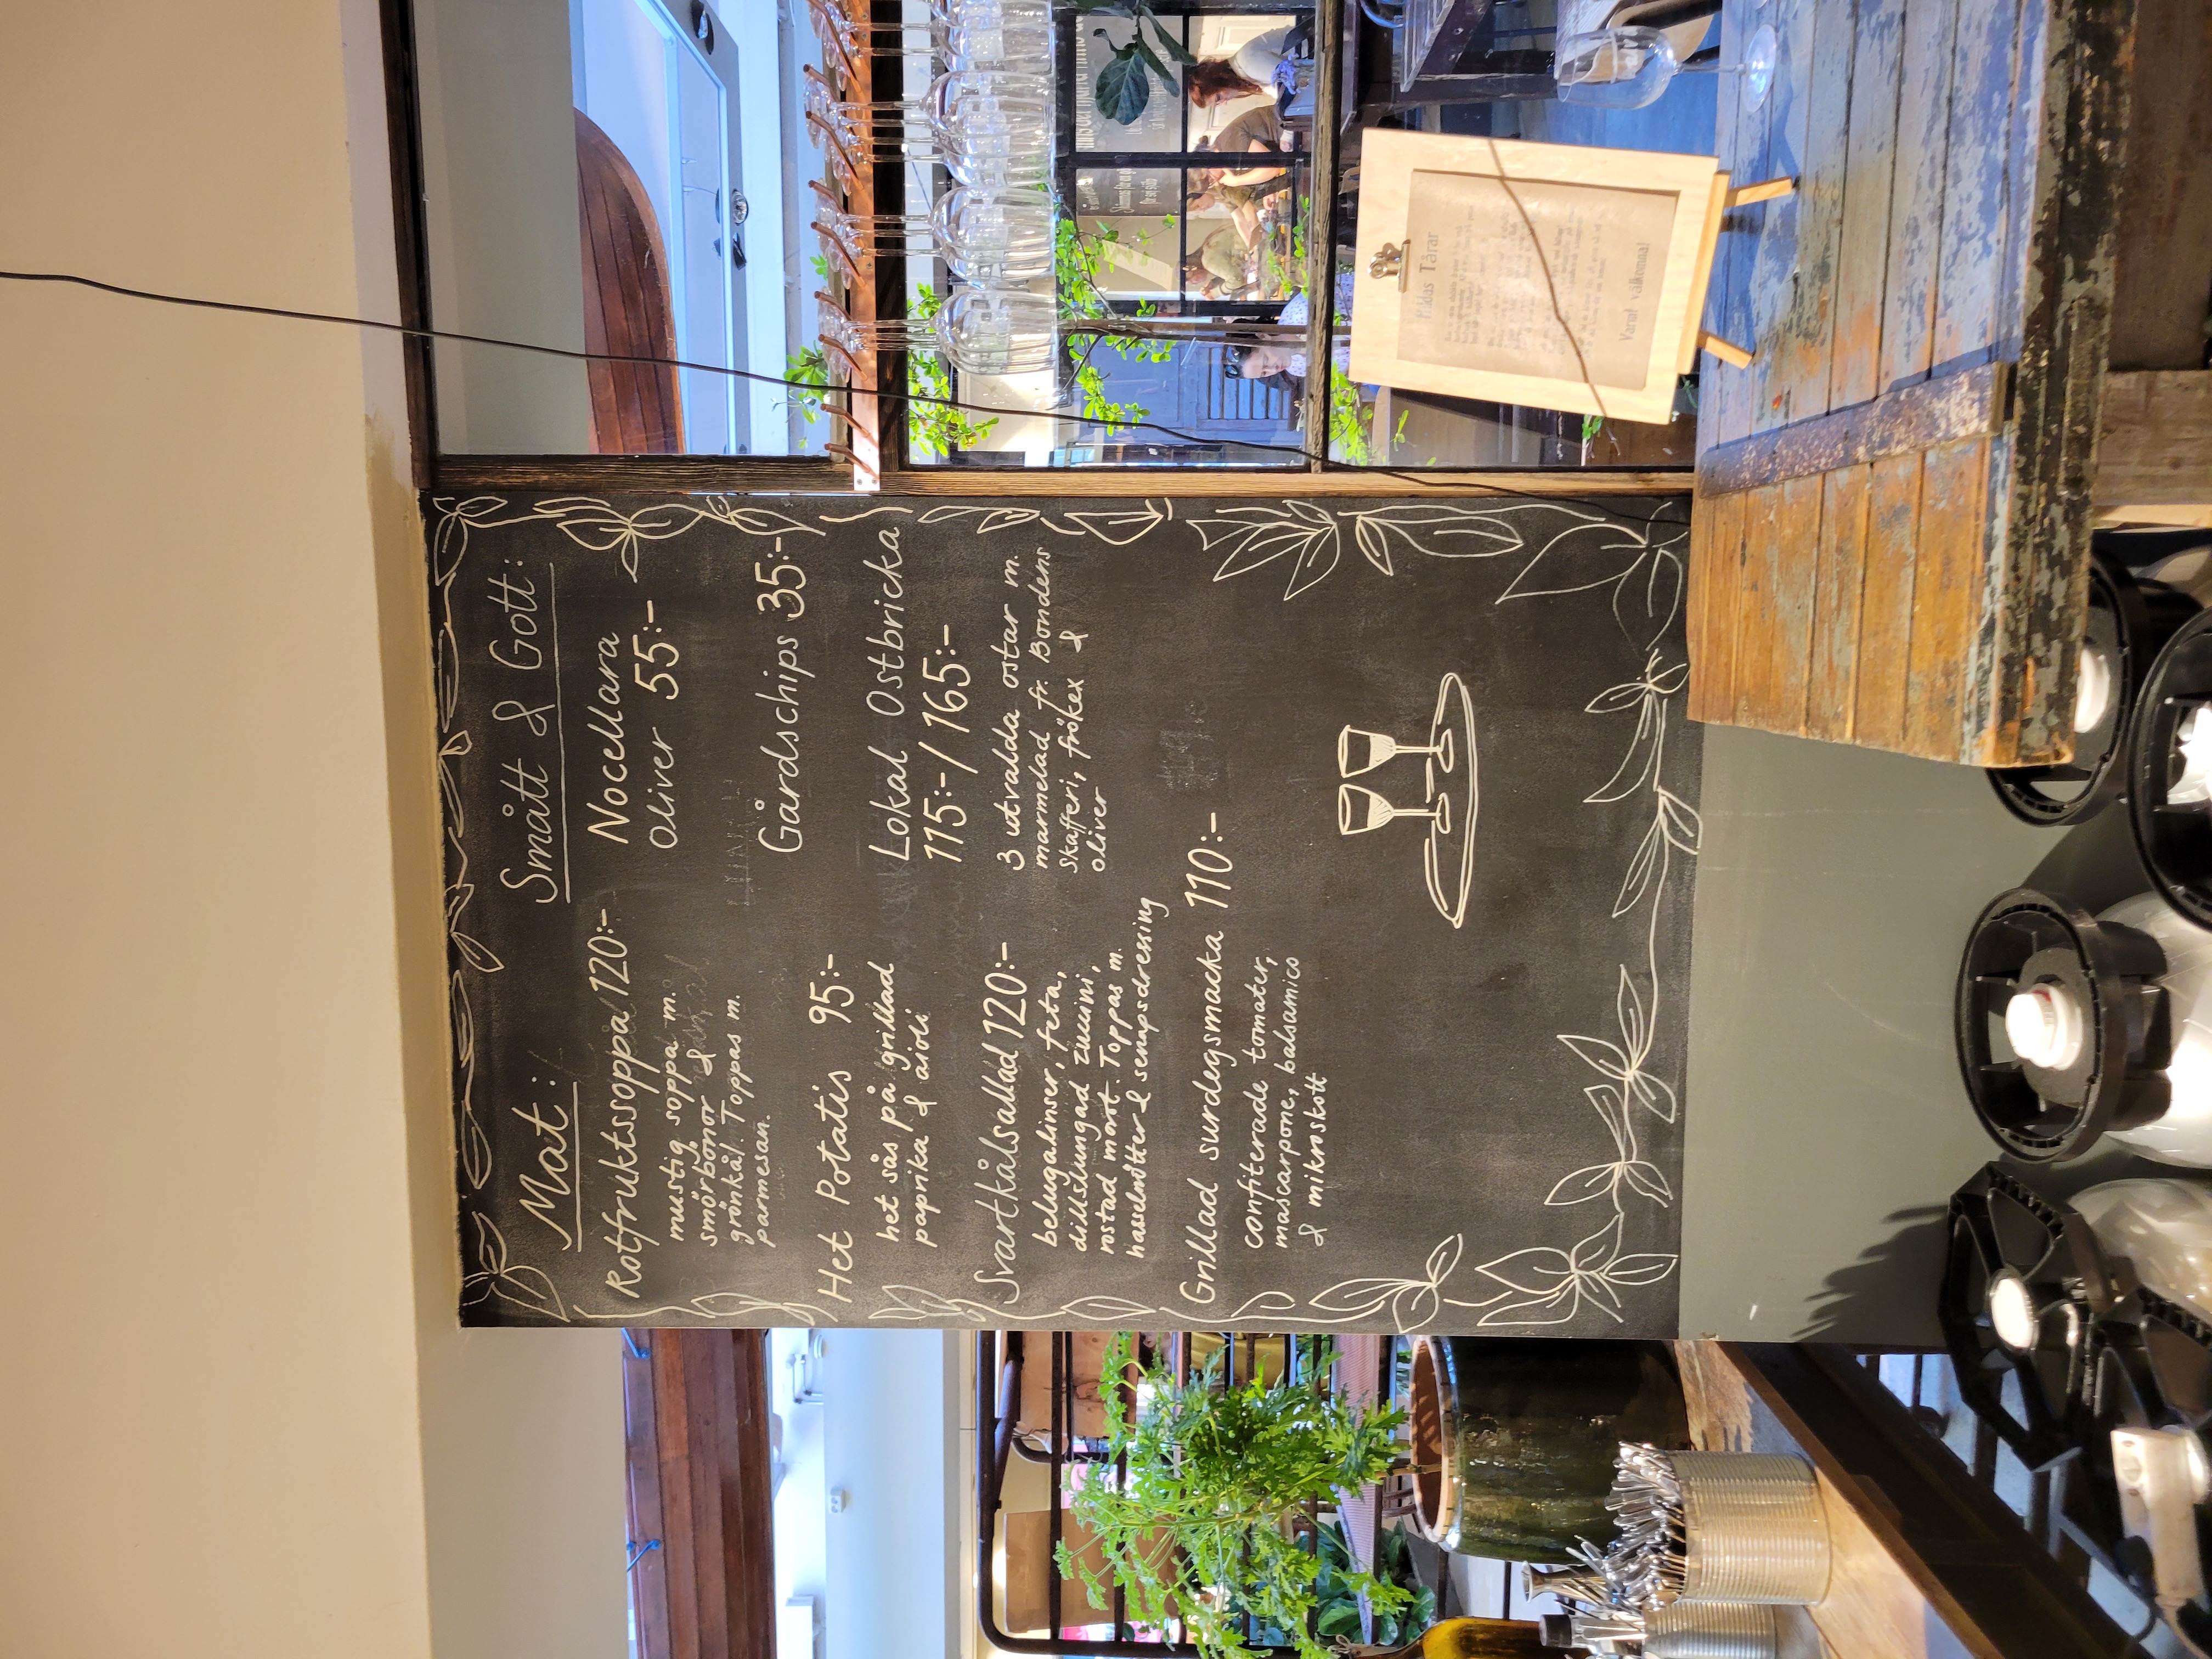 Mat:
Rotfruktssoppa 120:-
mustig soppa m.
smörbönor &
grönkål. Toppas m.
parmesan.
Het Potatis 95:-
het sås på grillad
paprika & aioli
Svartkålsallad 120:-
belugalinser, feta,
dillslungad zuccini,
rostad morot. Toppas m.
hasselnötter & senapsdressing
Grillad surdegsmacka 110:-
confiterade tomater,
mascarpone, balsamico
& mikroskott
Smått & Gott:
Nocellara
Oliver 55:-
Gårdschips 35:-
Lokal Ostbricka
115:-/165:-
3 utvalda ostar m.
marmelad fr. Bondens
Skafferi, frökex &
oliver
Hildas Tårar
Varmt välkomna!